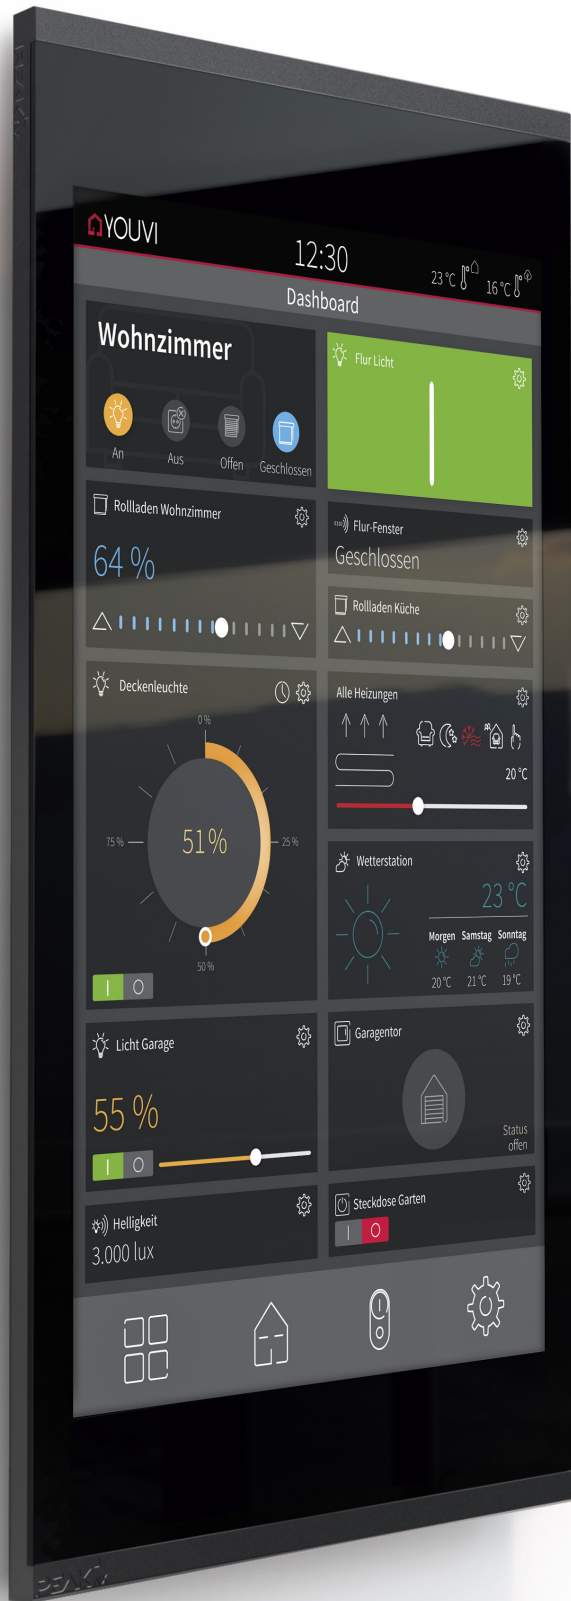 YOUVI
12:30
23 °C
16 °C
Dashboard
Wohnzimmer
An
Aus
Offen
Geschlossen
Flur Licht
Rollladen Wohnzimmer
64 %
Flur-Fenster
Geschlossen
Rollladen Küche
Deckenleuchte
0 %
25 %
50 %
75 %
51%
Alle Heizungen
20 °C
Wetterstation
23 °C
Morgen Samstag Sonntag
20 °C 21 °C 19 °C
Licht Garage
55 %
Garagentor
Status
offen
Helligkeit
3.000 lux
Steckdose Garten
PEAKnx